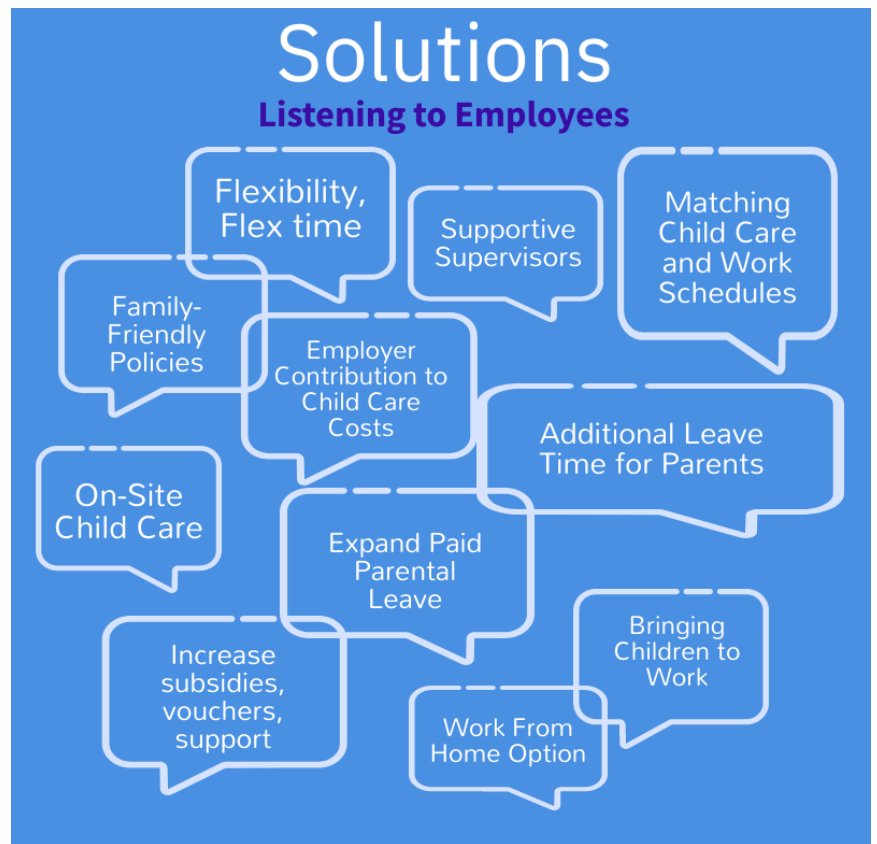 Solutions
Listening to Employees
Flexibility,
Flex time
Supportive
Supervisors
Matching
Child Care
and Work
Schedules
Family-
Friendly
Policies
Employer
Contribution to
Child Care
Costs
Additional Leave
Time for Parents
On-Site
Child Care
Expand Paid
Parental
Leave
Bringing
Children to
Work
Increase
subsidies,
vouchers,
support
Work From
Home Option